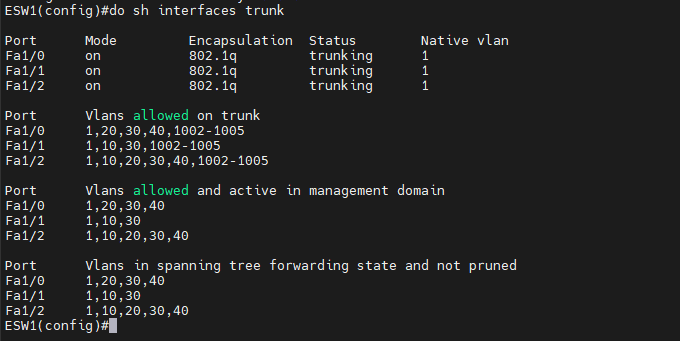 ESW1(config)#do sh interfaces trunk
Port Mode Encapsulation Status Native vlan
Fa1/0 on 802.1q trunking 1
Fa1/1 on 802.1q trunking 1
Fa1/2 on 802.1q trunking 1
Port Vlans allowed on trunk
Fa1/0 1,20,30,40,1002-1005
Fa1/1 1,10,30,1002-1005
Fa1/2 1,10,20,30,40,1002-1005
Port Vlans allowed and active in management domain
Fa1/0 1,20,30,40
Fa1/1 1,10,30
Fa1/2 1,10,20,30,40
Port Vlans in spanning tree forwarding state and not pruned
Fa1/0 1,20,30,40
Fa1/1 1,10,30
Fa1/2 1,10,20,30,40
ESW1(config)#